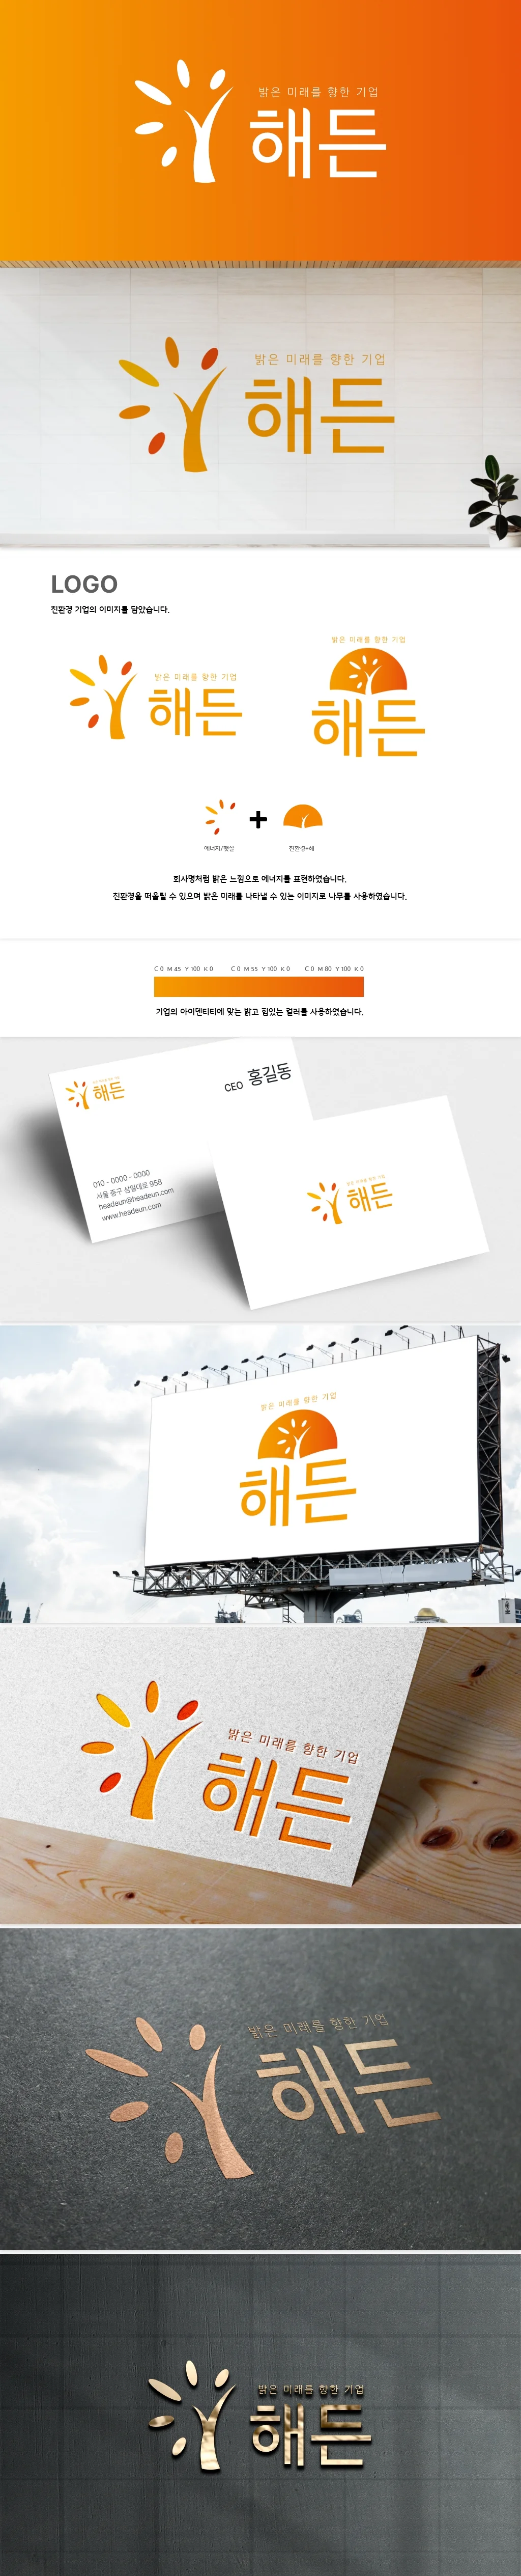 밝은 미래를 향한 기업
해든
밝은 미래를 향한 기업
해든
LOGO
친환경 기업의 이미지를 담았습니다.
밝은 미래를 향한 기업
해든
밝은 미래를 향한 기업
해든
+
에너지/햇살
친환경+해
회사명처럼 밝은 느낌으로 에너지를 표현하였습니다.
친환경을 떠올릴 수 있으며 밝은 미래를 나타낼 수 있는 이미지로 나무를 사용하였습니다.
C 0 M 45 Y 100 K 0
C 0 M 55 Y 100 K 0
C 0 M 80 Y 100 K 0
기업의 아이덴티티에 맞는 밝고 힘있는 컬러를 사용하였습니다.
해든
CEO 홍길동
010 - 0000 - 0000
서울 중구 삼일대로 958
headeun@headeun.com
www.headeun.com
밝은 미래를 향한 기업
해든
밝은 미래를 향한 기업
해든
밝은 미래를 향한 기업
해든
밝은 미래를 향한 기업
해든
밝은 미래를 향한 기업
해든